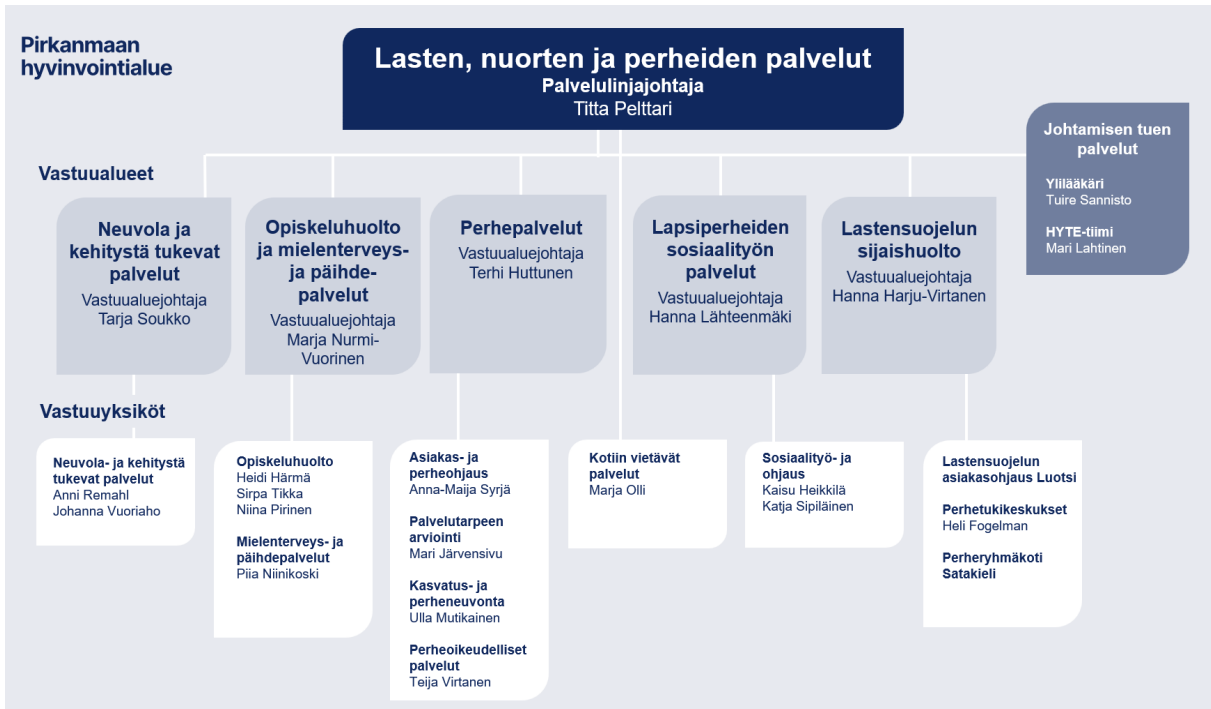 Pirkanmaan
hyvinvointialue
Lasten, nuorten ja perheiden palvelut
Palvelulinjajohtaja
Titta Pelttari
Johtamisen tuen
palvelut
Ylilääkäri
Tuire Sannisto
HYTE-tiimi
Mari Lahtinen
Vastuualueet
Neuvola ja
kehitystä tukevat
palvelut
Vastuualuejohtaja
Tarja Soukko
Opiskeluhuolto
ja mielenterveys-
ja päihde-
palvelut
Vastuualuejohtaja
Marja Nurmi-
Vuorinen
Perhepalvelut
Vastuualuejohtaja
Terhi Huttunen
Lapsiperheiden
sosiaalityön
palvelut
Vastuualuejohtaja
Hanna Lähteenmäki
Lastensuojelun
sijaishuolto
Vastuualuejohtaja
Hanna Harju-Virtanen
Vastuuyksiköt
Neuvola- ja kehitystä
tukevat palvelut
Anni Remahl
Johanna Vuoriaho
Opiskeluhuolto
Heidi Härmä
Sirpa Tikka
Niina Pirinen
Mielenterveys- ja
päihdepalvelut
Piia Niinikoski
Asiakas- ja
perheohjaus
Anna-Maija Syrjä
Palvelutarpeen
arviointi
Mari Järvensivu
Kasvatus- ja
perheneuvonta
Ulla Mutikainen
Perheoikeudelliset
palvelut
Teija Virtanen
Kotiin vietävät
palvelut
Marja Olli
Sosiaalityö- ja
ohjaus
Kaisu Heikkilä
Katja Sipiläinen
Lastensuojelun
asiakasohjaus Luotsi
Perhetukikeskukset
Heli Fogelman
Perheryhmäkoti
Satakieli